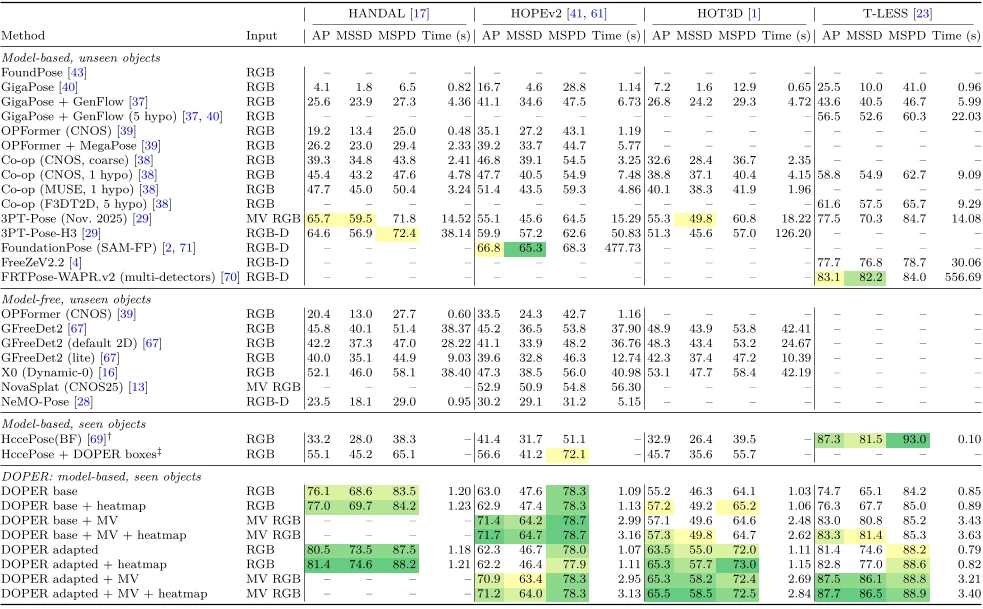 HANDAL [17] HOPEv2 [41, 61] HOT3D [1] T-LESS [23]
Method Input AP MSSD MSPD Time (s) AP MSSD MSPD Time (s) AP MSSD MSPD Time (s) AP MSSD MSPD Time (s)
Model-based, unseen objects
FoundPose [43] RGB – – – – – – – – – – – – – – – –
GigaPose [40] RGB 4.1 1.8 6.5 0.82 16.7 4.6 28.8 1.14 7.2 1.6 12.9 0.65 25.5 10.0 41.0 0.96
GigaPose + GenFlow [37] RGB 25.6 23.9 27.3 4.36 41.1 34.6 47.5 6.73 26.8 24.2 29.3 4.72 43.6 40.5 46.7 5.99
GigaPose + GenFlow (5 hypo) [37, 40] RGB – – – – – – – – – – – – 56.5 52.6 60.3 22.03
OPFormer (CNOS) [39] RGB 19.2 13.4 25.0 0.48 35.1 27.2 43.1 1.19 – – – – – – – –
OPFormer + MegaPose [39] RGB 26.2 23.0 29.4 2.33 39.2 33.7 44.7 5.77 – – – – – – – –
Co-op (CNOS, coarse) [38] RGB 39.3 34.8 43.8 2.41 46.8 39.1 54.5 3.25 32.6 28.4 36.7 2.35 – – – –
Co-op (CNOS, 1 hypo) [38] RGB 45.4 43.2 47.6 4.78 47.7 40.5 54.9 7.48 38.8 37.1 40.4 4.15 58.8 54.9 62.7 9.09
Co-op (MUSE, 1 hypo) [38] RGB 47.7 45.0 50.4 3.24 51.4 43.5 59.3 4.86 40.1 38.3 41.9 1.96 – – – –
Co-op (F3DT2D, 5 hypo) [38] RGB – – – – – – – – – – – – 61.6 57.5 65.7 9.29
3PT-Pose (Nov. 2025) [29] MV RGB 65.7 59.5 71.8 14.52 55.1 45.6 64.5 15.29 55.3 49.8 60.8 18.22 77.5 70.3 84.7 14.08
3PT-Pose-H3 [29] RGB-D 64.6 56.9 72.4 38.14 59.9 57.2 62.6 50.83 51.3 45.6 57.0 126.20 – – – –
FoundationPose (SAM-FP) [2, 71] RGB-D – – – – 66.8 65.3 68.3 477.73 – – – – – – – –
FreeZeV2.2 [4] RGB-D – – – – – – – – – – – – 77.7 76.8 78.7 30.06
FRTPose-WAPR.v2 (multi-detectors) [70] RGB-D – – – – – – – – – – – – 83.1 82.2 84.0 556.69
Model-free, unseen objects
OPFormer (CNOS) [39] RGB 20.4 13.0 27.7 0.60 33.5 24.3 42.7 1.16 – – – – – – – –
GFreeDet2 [67] RGB 45.8 40.1 51.4 38.37 45.2 36.5 53.8 37.90 48.9 43.9 53.8 42.41 – – – –
GFreeDet2 (default 2D) [67] RGB 42.2 37.3 47.0 28.22 41.1 33.9 48.2 36.76 48.3 43.4 53.2 24.67 – – – –
GFreeDet2 (lite) [67] RGB 40.0 35.1 44.9 9.03 39.6 32.8 46.3 12.74 42.3 37.4 47.2 10.39 – – – –
X0 (Dynamic-0) [16] RGB 52.1 46.0 58.1 38.40 47.3 38.5 56.0 40.98 53.1 47.7 58.4 42.19 – – – –
NovaSplat (CNOS25) [13] MV RGB – – – – 52.9 50.9 54.8 56.30 – – – –
NeMO-Pose [28] RGB-D 23.5 18.1 29.0 0.95 30.2 29.1 31.2 5.15 – – – – – – – –
Model-based, seen objects
HccePose(BF) [69]† RGB 33.2 28.0 38.3 – 41.4 31.7 51.1 – 32.9 26.4 39.5 – 87.3 81.5 93.0 0.10
HccePose + DOPER boxes‡ RGB 55.1 45.2 65.1 – 56.6 41.2 72.1 – 45.7 35.6 55.7 – – – – –
DOPER: model-based, seen objects
DOPER base RGB 76.1 68.6 83.5 1.20 63.0 47.6 78.3 1.09 55.2 46.3 64.1 1.03 74.7 65.1 84.2 0.85
DOPER base + heatmap RGB 77.0 69.7 84.2 1.23 62.9 47.4 78.3 1.13 57.2 49.2 65.2 1.06 76.3 67.7 85.0 0.89
DOPER base + MV MV RGB – – – – 71.4 64.2 78.7 2.99 57.1 49.6 64.6 2.48 83.0 80.8 85.2 3.43
DOPER base + MV + heatmap MV RGB – – – – 71.7 64.7 78.7 3.16 57.3 49.8 64.7 2.62 83.3 81.4 85.3 3.63
DOPER adapted RGB 80.5 73.5 87.5 1.18 62.3 46.7 78.0 1.07 63.5 55.0 72.0 1.11 81.4 74.6 88.2 0.79
DOPER adapted + heatmap RGB 81.4 74.6 88.2 1.21 62.2 46.4 77.9 1.11 65.3 57.7 73.0 1.15 82.8 77.0 88.6 0.82
DOPER adapted + MV MV RGB – – – – 70.9 63.4 78.3 2.95 65.3 58.2 72.4 2.69 87.5 86.1 88.8 3.21
DOPER adapted + MV + heatmap MV RGB – – – – 71.2 64.0 78.3 3.13 65.5 58.5 72.5 2.84 87.7 86.5 88.9 3.40